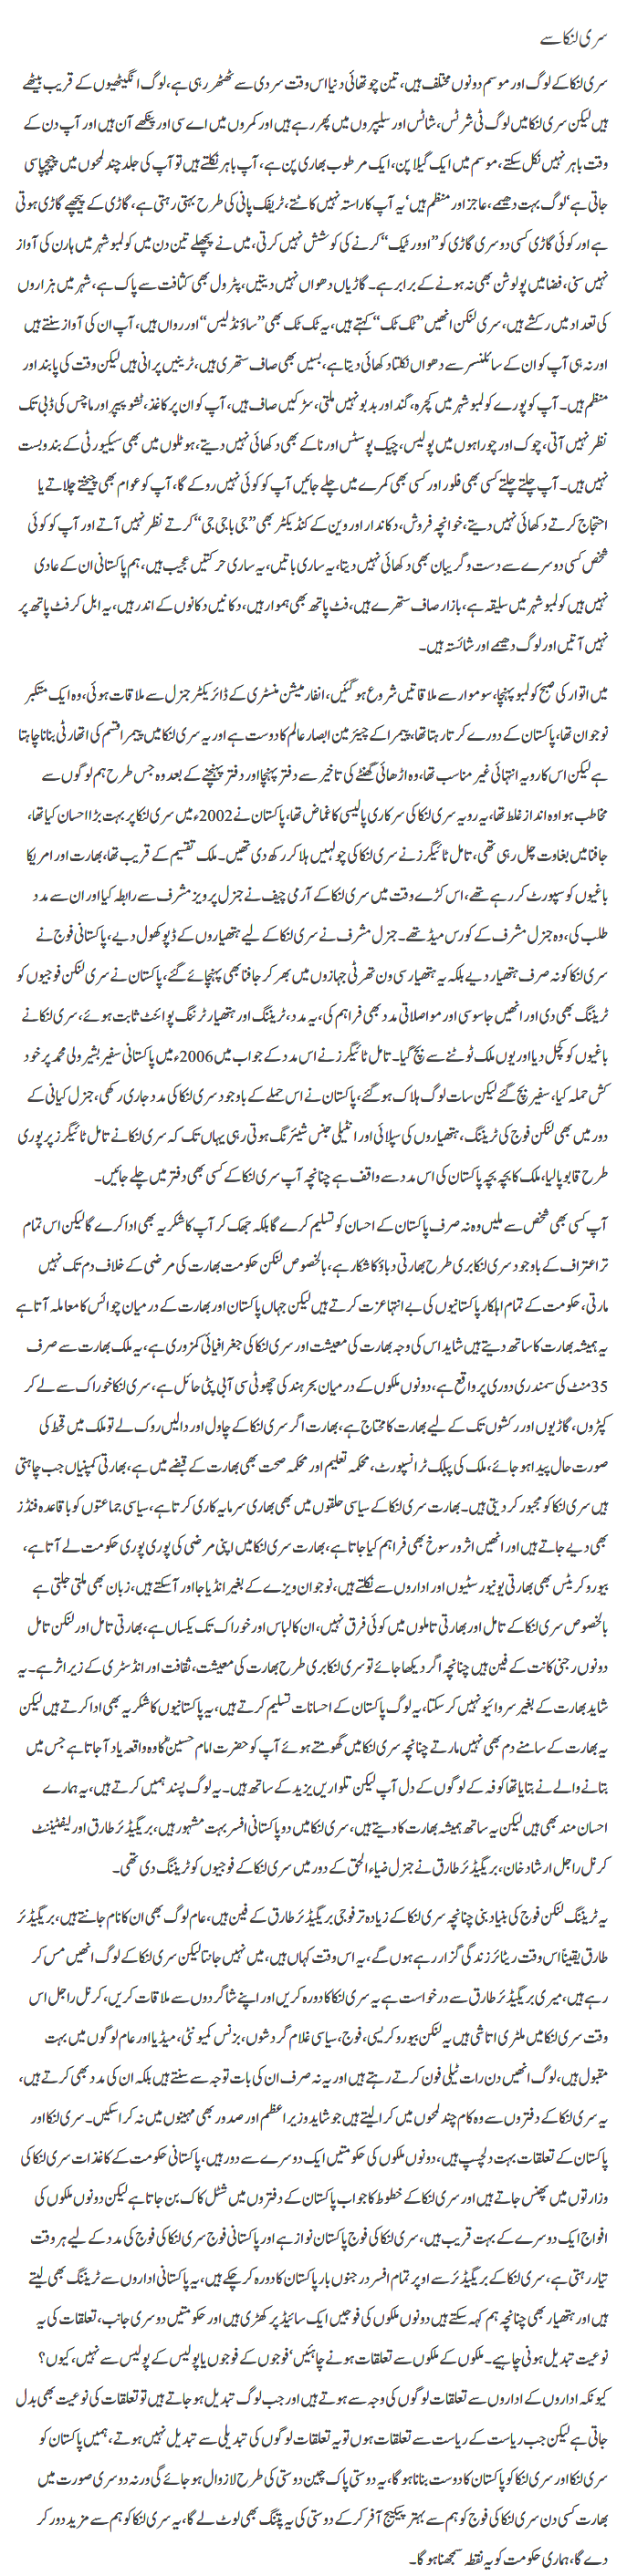 سری لنکا سے
سری لنکا کے لوگ اور موسم دونوں مختلف ہیں، تین چوتھائی دنیا اس وقت سردی سے ٹھٹھر رہی ہے، لوگ انگیٹھیوں کے قریب بیٹھے
ہیں لیکن سری لنکا میں لوگ ٹی شرٹس، شاٹس اور سلیپروں میں پھر رہے ہیں اور کمروں میں اے سی اور پنکھے آن ہیں اور آپ دن کے
وقت باہر نہیں نکل سکتے، موسم میں ایک گیلا پن، ایک مرطوب بھاری پن ہے، آپ باہر نکلتے ہیں تو آپ کی جلد چند لمحوں میں چپچپا سی
جاتی ہے‘ لوگ بہت دھیمے، عاجز اور منظم ہیں‘ یہ آپ کا راستہ نہیں کاٹتے، ٹریفک پانی کی طرح بہتی رہتی ہے، گاڑی کے پیچھے گاڑی ہوتی
ہے اور کوئی گاڑی کسی دوسری گاڑی کو ’’اوور ٹیک‘‘ کرنے کی کوشش نہیں کرتی، میں نے پچھلے تین دن میں کولمبو شہر میں ہارن کی آواز
نہیں سنی، فضا میں پولوشن بھی نہ ہونے کے برابر ہے۔ گاڑیاں دھواں نہیں دیتیں، پٹرول بھی کثافت سے پاک ہے، شہر میں ہزاروں
کی تعداد میں رکشے ہیں، سری لنکن انھیں ’’ٹک ٹک‘‘ کہتے ہیں، یہ ٹک ٹک بھی ’’ساؤنڈ لیس‘‘ اور رواں ہیں، آپ ان کی آواز سنتے ہیں
اور نہ ہی آپ کو ان کے سائلنسر سے دھواں نکلتا دکھائی دیتا ہے، بسیں بھی صاف ستھری ہیں، ٹرینیں پرانی ہیں لیکن وقت کی پابند اور
منظم ہیں۔ آپ کو پورے کولمبو شہر میں کچرہ، گند اور بدبو نہیں ملتی، سڑکیں صاف ہیں، آپ کو ان پر کاغذ، ٹشو پیپر اور ماچس کی ڈبی تک
نظر نہیں آتی، چوک اور چوراہوں میں پولیس، چیک پوسٹس اور ناکے بھی دکھائی نہیں دیتے، ہوٹلوں میں بھی سیکیورٹی کے بندوبست
نہیں ہیں۔ آپ چلتے چلتے کسی بھی فلور اور کسی بھی کمرے میں چلے جائیں آپ کو کوئی نہیں روکے گا، آپ کو عوام بھی چیختے چلاتے یا
احتجاج کرتے دکھائی نہیں دیتے، خوانچہ فروش، دکاندار اور وین کے کنڈیکٹر بھی ’’جی باجی جی‘‘ کرتے نظر نہیں آتے اور آپ کو کوئی
شخص کسی دوسرے سے دست و گریبان بھی دکھائی نہیں دیتا، یہ ساری باتیں، یہ ساری حرکتیں عجیب ہیں، ہم پاکستانی ان کے عادی
نہیں ہیں کولمبو شہر میں سلیقہ ہے، بازار صاف ستھرے ہیں، فٹ پاتھ بھی ہموار ہیں، دکانیں دکانوں کے اندر ہیں، یہ ابل کر فٹ پاتھ پر
نہیں آتیں اور لوگ دھیمے اور شائستہ ہیں۔
میں اتوار کی صبح کولمبو پہنچا، سوموار سے ملاقاتیں شروع ہو گئیں، انفارمیشن منسٹری کے ڈائریکٹر جنرل سے ملاقات ہوئی، وہ ایک متکبر
نوجوان تھا، پاکستان کے دورے کرتا رہتا تھا، پیمرا کے چیئرمین ابصار عالم کا دوست ہے اور یہ سری لنکا میں پیمرا قسم کی اتھارٹی بنانا چاہتا
ہے لیکن اس کا رویہ انتہائی غیر مناسب تھا، وہ اڑھائی گھنٹے کی تاخیر سے دفتر پہنچا اور دفتر پہنچنے کے بعد وہ جس طرح ہم لوگوں سے
مخاطب ہوا وہ انداز غلط تھا، یہ رویہ سری لنکا کی سرکاری پالیسی کا غماض تھا، پاکستان نے 2002ء میں سری لنکا پر بہت بڑا احسان کیا تھا،
جافنا میں بغاوت چل رہی تھی، تامل ٹائیگرز نے سری لنکا کی چولہیں ہلا کر رکھ دی تھیں۔ ملک تقسیم کے قریب تھا، بھارت اور امریکا
باغیوں کو سپورٹ کر رہے تھے، اس کڑے وقت میں سری لنکا کے آرمی چیف نے جنرل پرویز مشرف سے رابطہ کیا اور ان سے مدد
طلب کی، وہ جنرل مشرف کے کورس میڈ تھے۔ جنرل مشرف نے سری لنکا کے لیے ہتھیاروں کے ڈپو کھول دیے، پاکستانی فوج نے
سری لنکا کو نہ صرف ہتھیار دیے بلکہ یہ ہتھیار سی ون تھرٹی جہازوں میں بھر کر جافنا بھی پہنچائے گئے، پاکستان نے سری لنکن فوجیوں کو
ٹریننگ بھی دی اور انھیں جاسوسی اور مواصلاتی مدد بھی فراہم کی، یہ مدد، ٹریننگ اور ہتھیار ٹرننگ پوائنٹ ثابت ہوئے، سری لنکا نے
باغیوں کو کچل دیا اور یوں ملک ٹوٹنے سے بچ گیا۔ تامل ٹائیگرز نے اس مدد کے جواب میں 2006ء میں پاکستانی سفیر بشیر ولی محمد پر خود
کش حملہ کیا، سفیر بچ گئے لیکن سات لوگ ہلاک ہو گئے، پاکستان نے اس حملے کے باوجود سری لنکا کی مدد جاری رکھی، جنرل کیانی کے
دور میں بھی لنکن فوج کی ٹریننگ، ہتھیاروں کی سپلائی اور انٹیلی جنس شیئرنگ ہوتی رہی یہاں تک کہ سری لنکا نے تامل ٹائیگرز پر پوری
طرح قابو پا لیا، ملک کا بچہ بچہ پاکستان کی اس مدد سے واقف ہے چنانچہ آپ سری لنکا کے کسی بھی دفتر میں چلے جائیں۔
آپ کسی بھی شخص سے ملیں وہ نہ صرف پاکستان کے احسان کو تسلیم کرے گا بلکہ جھک کر آپ کا شکریہ بھی ادا کرے گا لیکن اس تمام
تر اعتراف کے باوجود سری لنکا بری طرح بھارتی دباؤ کا شکار ہے، بالخصوص لنکن حکومت بھارت کی مرضی کے خلاف دم تک نہیں
مارتی، حکومت کے تمام اہلکار پاکستانیوں کی بے انتہا عزت کرتے ہیں لیکن جہاں پاکستان اور بھارت کے درمیان چوائس کا معاملہ آتا ہے
یہ ہمیشہ بھارت کا ساتھ دیتے ہیں شاید اس کی وجہ بھارت کی معیشت اور سری لنکا کی جغرافیائی کمزوری ہے، یہ ملک بھارت سے صرف
35 منٹ کی سمندری دوری پر واقع ہے، دونوں ملکوں کے درمیان بحر ہند کی چھوٹی سی آبی پٹی حائل ہے، سری لنکا خوراک سے لے کر
کپڑوں، گاڑیوں اور رکشوں تک کے لیے بھارت کا محتاج ہے، بھارت اگر سری لنکا کے چاول اور دالیں روک لے تو ملک میں قحط کی
صورت حال پیدا ہو جائے، ملک کی پبلک ٹرانسپورٹ، محکمہ تعلیم اور محکمہ صحت بھی بھارت کے قبضے میں ہے، بھارتی کمپنیاں جب چاہتی
ہیں سری لنکا کو مجبور کر دیتی ہیں۔ بھارت سری لنکا کے سیاسی حلقوں میں بھی بھاری سرمایہ کاری کرتا ہے، سیاسی جماعتوں کو باقاعدہ فنڈز
بھی دیے جاتے ہیں اور انھیں اثر و رسوخ بھی فراہم کیا جاتا ہے، بھارت سری لنکا میں اپنی مرضی کی پوری پوری حکومت لے آتا ہے،
بیورو کریٹس بھی بھارتی یونیورسٹیوں اور اداروں سے نکلتے ہیں، نوجوان ویزے کے بغیر انڈیا جا اور آ سکتے ہیں، زبان بھی ملتی جلتی ہے
بالخصوص سری لنکا کے تامل اور بھارتی تاملوں میں کوئی فرق نہیں، ان کا لباس اور خوراک تک یکساں ہے، بھارتی تامل اور لنکن تامل
دونوں رجنی کانت کے فین ہیں چنانچہ اگر دیکھا جائے تو سری لنکا بری طرح بھارت کی معیشت، ثقافت اور انڈسٹری کے زیر اثر ہے۔ یہ
شاید بھارت کے بغیر سروائیو نہیں کر سکتا، یہ لوگ پاکستان کے احسانات تسلیم کرتے ہیں، یہ پاکستانیوں کا شکریہ بھی ادا کرتے ہیں لیکن
یہ بھارت کے سامنے دم بھی نہیں مارتے چنانچہ سری لنکا میں گھومتے ہوئے آپ کو حضرت امام حسینؓ کا وہ واقعہ یاد آ جاتا ہے جس میں
بتانے والے نے بتایا تھا کوفہ کے لوگوں کے دل آپ لیکن تلواریں یزید کے ساتھ ہیں۔ یہ لوگ پسند ہمیں کرتے ہیں، یہ ہمارے
احسان مند بھی ہیں لیکن یہ ساتھ ہمیشہ بھارت کا دیتے ہیں، سری لنکا میں دو پاکستانی افسر بہت مشہور ہیں، بریگیڈئر طارق اور لیفٹیننٹ
کرنل راجل ارشاد خان، بریگیڈئر طارق نے جنرل ضیاء الحق کے دور میں سری لنکا کے فوجیوں کو ٹریننگ دی تھی۔
یہ ٹریننگ لنکن فوج کی بنیاد بنی چنانچہ سری لنکا کے زیادہ تر فوجی بریگیڈئر طارق کے فین ہیں، عام لوگ بھی ان کا نام جانتے ہیں، بریگیڈئر
طارق یقیناً اس وقت ریٹائر زندگی گزار رہے ہوں گے، یہ اس وقت کہاں ہیں، میں نہیں جانتا لیکن سری لنکا کے لوگ انھیں مس کر
رہے ہیں، میری بریگیڈئر طارق سے درخواست ہے یہ سری لنکا کا دورہ کریں اور اپنے شاگردوں سے ملاقات کریں، کرنل راجل اس
وقت سری لنکا میں ملٹری اتاشی ہیں یہ لنکن بیورو کریسی، فوج، سیاسی غلام گردشوں، بزنس کمیونٹی، میڈیا اور عام لوگوں میں بہت
مقبول ہیں، لوگ انھیں دن رات ٹیلی فون کرتے رہتے ہیں اور یہ نہ صرف ان کی بات توجہ سے سنتے ہیں بلکہ ان کی مدد بھی کرتے ہیں،
یہ سری لنکا کے دفتروں سے وہ کام چند لمحوں میں کرا لیتے ہیں جو شاید وزیراعظم اور صدور بھی مہینوں میں نہ کرا سکیں۔ سری لنکا اور
پاکستان کے تعلقات بہت دلچسپ ہیں، دونوں ملکوں کی حکومتیں ایک دوسرے سے دور ہیں، پاکستانی حکومت کے کاغذات سری لنکا کی
وزارتوں میں پھنس جاتے ہیں اور سری لنکا کے خطوط کا جواب پاکستان کے دفتروں میں شٹل کاک بن جاتا ہے لیکن دونوں ملکوں کی
افواج ایک دوسرے کے بہت قریب ہیں، سری لنکا کی فوج پاکستان نواز ہے اور پاکستانی فوج سری لنکا کی فوج کی مدد کے لیے ہر وقت
تیار رہتی ہے، سری لنکا کے بریگیڈئر سے اوپر تمام افسر درجنوں بار پاکستان کا دورہ کر چکے ہیں، یہ پاکستانی اداروں سے ٹریننگ بھی لیتے
ہیں اور ہتھیار بھی چنانچہ ہم کہہ سکتے ہیں دونوں ملکوں کی فوجیں ایک سائیڈ پر کھڑی ہیں اور حکومتیں دوسری جانب، تعلقات کی یہ
نوعیت تبدیل ہونی چاہیے۔ ملکوں کے ملکوں سے تعلقات ہونے چاہئیں‘ فوجوں کے فوجوں یا پولیس کے پولیس سے نہیں، کیوں؟
کیونکہ اداروں کے اداروں سے تعلقات لوگوں کی وجہ سے ہوتے ہیں اور جب لوگ تبدیل ہو جاتے ہیں تو تعلقات کی نوعیت بھی بدل
جاتی ہے لیکن جب ریاست کے ریاست سے تعلقات ہوں تو یہ تعلقات لوگوں کی تبدیلی سے تبدیل نہیں ہوتے، ہمیں پاکستان کو
سری لنکا اور سری لنکا کو پاکستان کا دوست بنانا ہو گا، یہ دوستی پاک چین دوستی کی طرح لازوال ہو جائے گی ورنہ دوسری صورت میں
بھارت کسی دن سری لنکا کی فوج کو ہم سے بہتر پیکیج آفر کر کے دوستی کی یہ پتنگ بھی لوٹ لے گا، یہ سری لنکا کو ہم سے مزید دور کر
دے گا، ہماری حکومت کو یہ نقطہ سمجھنا ہو گا۔